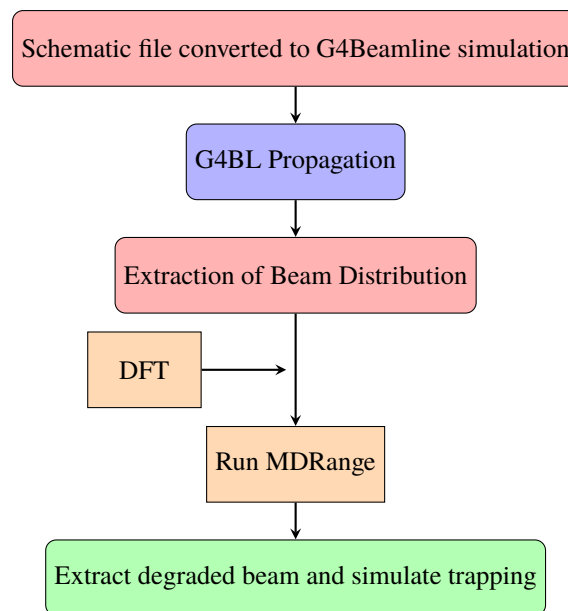 Schematic file converted to G4Beamline simulation
G4BL Propagation
Extraction of Beam Distribution
DFT
Run MDRange
Extract degraded beam and simulate trapping